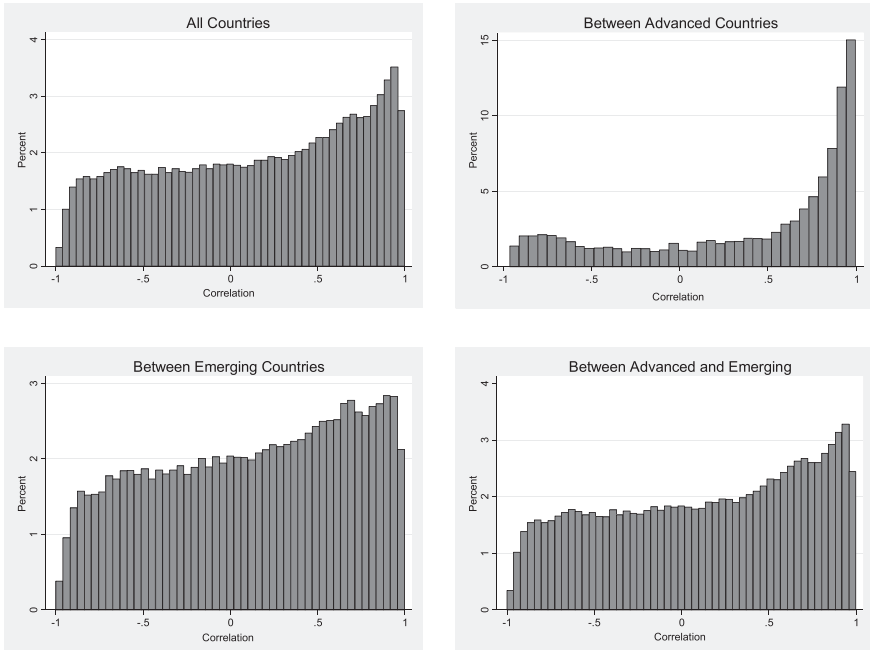 All Countries
4
3
2
1
0
Percent
-1 -.5 0 .5 1
Correlation
Between Advanced Countries
15
10
5
0
Percent
-1 -.5 0 .5 1
Correlation
Between Emerging Countries
3
2
1
0
Percent
-1 -.5 0 .5 1
Correlation
Between Advanced and Emerging
4
3
2
1
0
Percent
-1 -.5 0 .5 1
Correlation